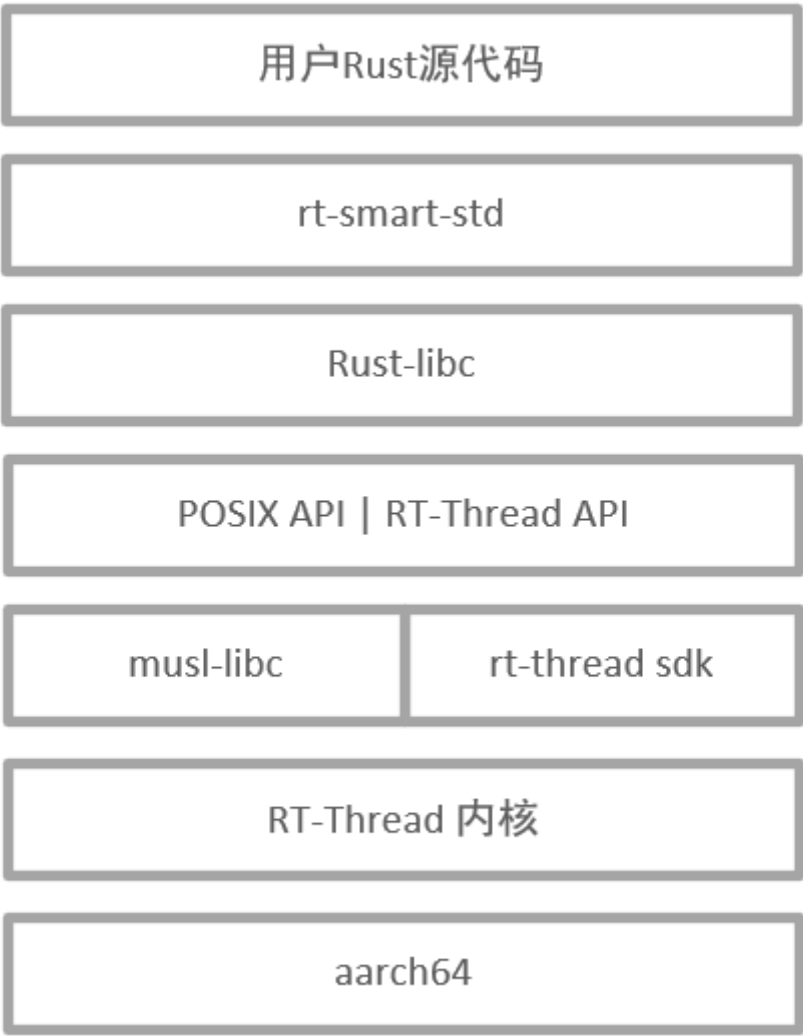 用户Rust源代码
rt-smart-std
Rust-libc
POSIX API | RT-Thread API
musl-libc
rt-thread sdk
RT-Thread 内核
aarch64